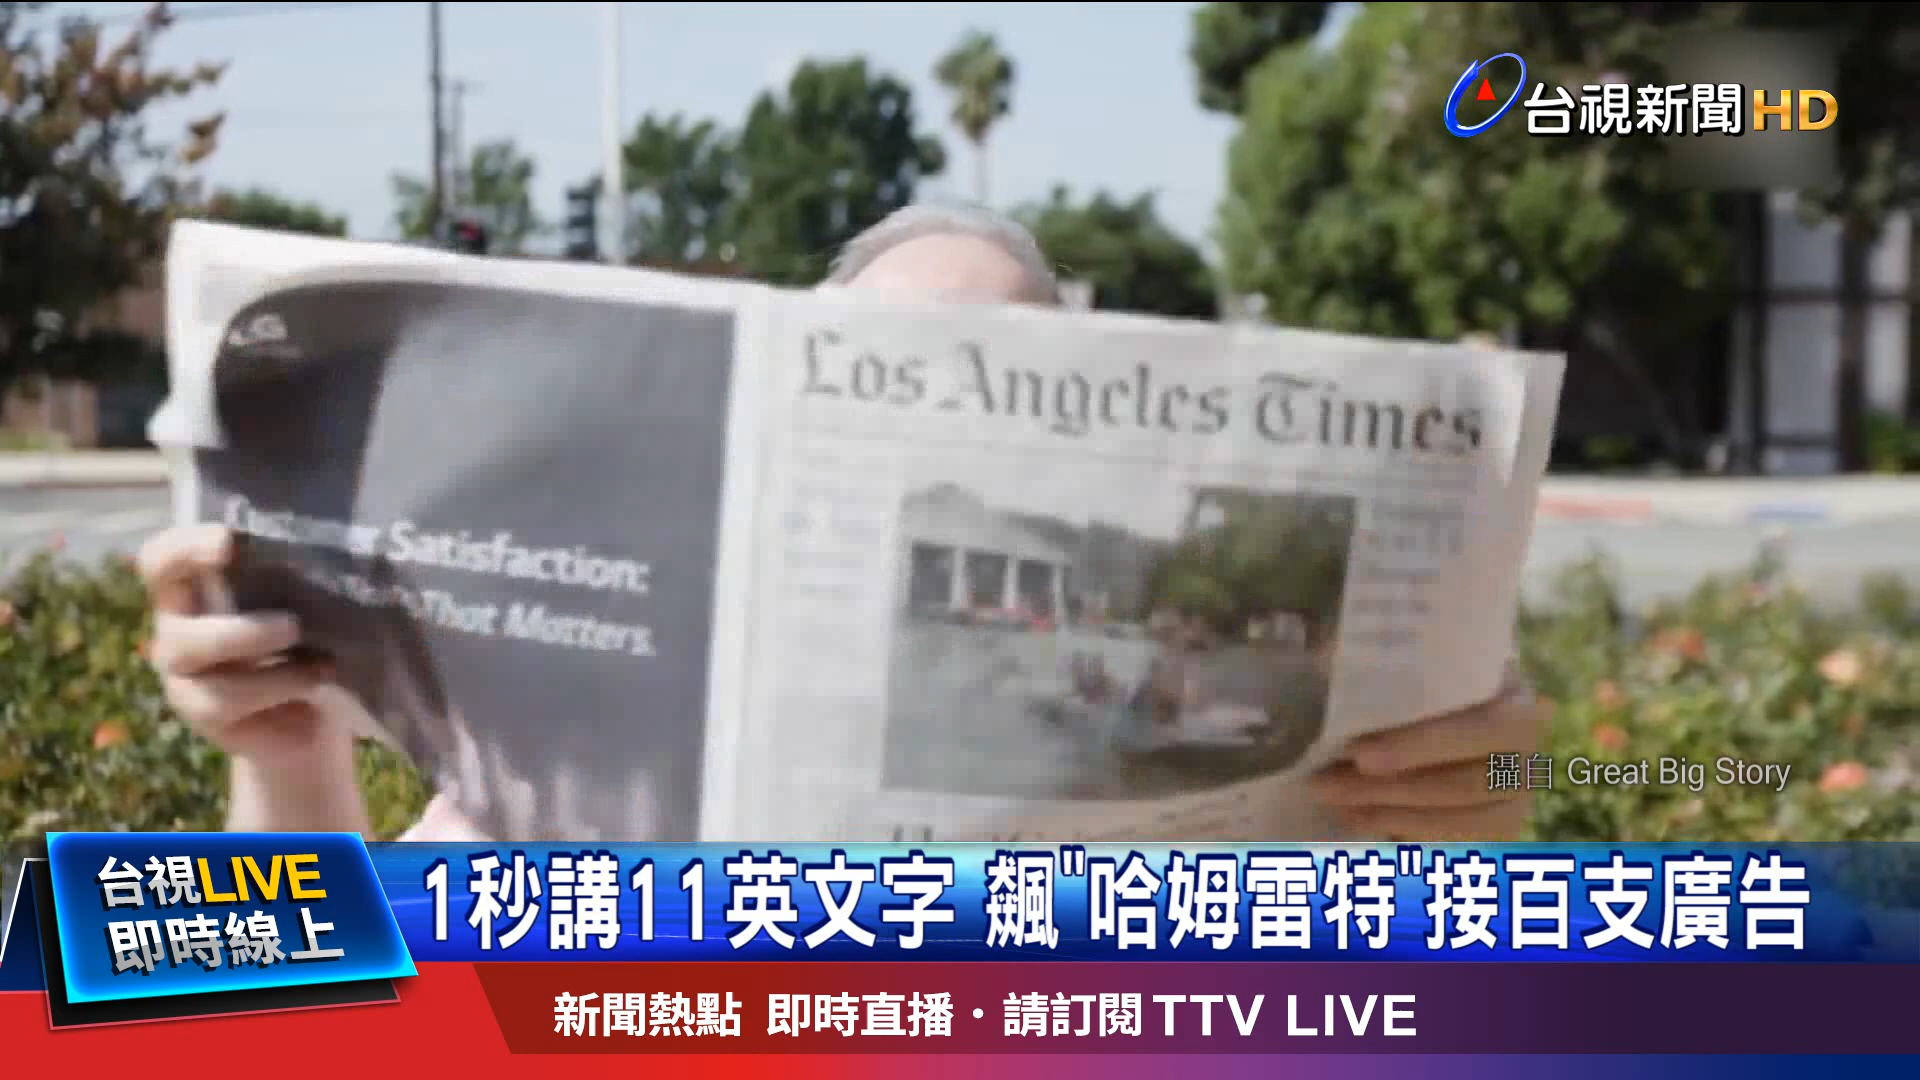 台視新聞HD
Los Angeles Times
Satisfaction:
That Matters.
攝自 Great Big Story
台視LIVE
即時線上
1秒講11英文字 飆"哈姆雷特"接百支廣告
新聞熱點 即時直播・請訂閱TTV LIVE